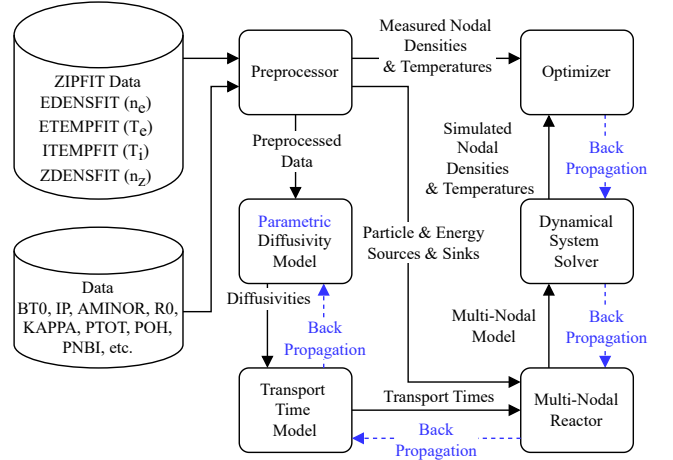 ZIPFIT Data
EDENSFIT (ne)
ETEMPFIT (Te)
ITEMPFIT (Ti)
ZDENSFIT (nz)
Data
BT0, IP, AMINOR, R0,
KAPPA, PTOT, POH,
PNBI, etc.
Preprocessor
Measured Nodal
Densities
& Temperatures
Optimizer
Preprocessed
Data
Simulated
Nodal
Densities
& Temperatures
Back
Propagation
Parametric
Diffusivity
Model
Particle & Energy
Sources & Sinks
Dynamical
System
Solver
Diffusivities
Back
Propagation
Multi-Nodal
Model
Back
Propagation
Transport
Time
Model
Transport Times
Back
Propagation
Multi-Nodal
Reactor